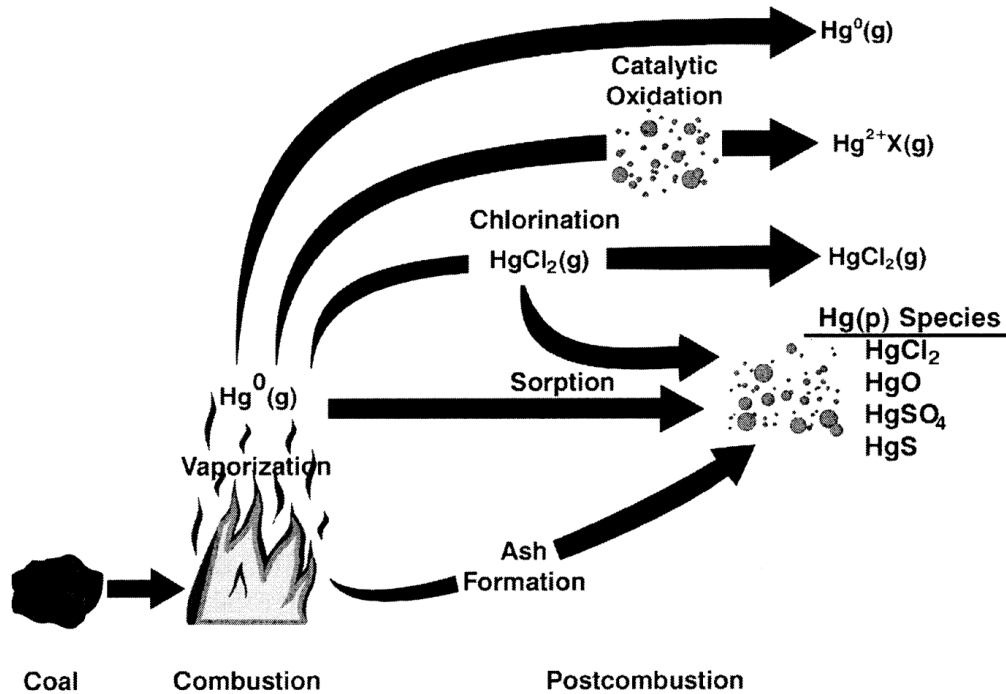 Hg⁰(g)
Catalytic
Oxidation
Hg²⁺X(g)
Chlorination
HgCl₂(g)
HgCl₂(g)
Hg(p) Species
HgCl₂
HgO
HgSO₄
HgS
Sorption
Hg⁰(g)
Vaporization
Ash
Formation
Coal
Combustion
Postcombustion